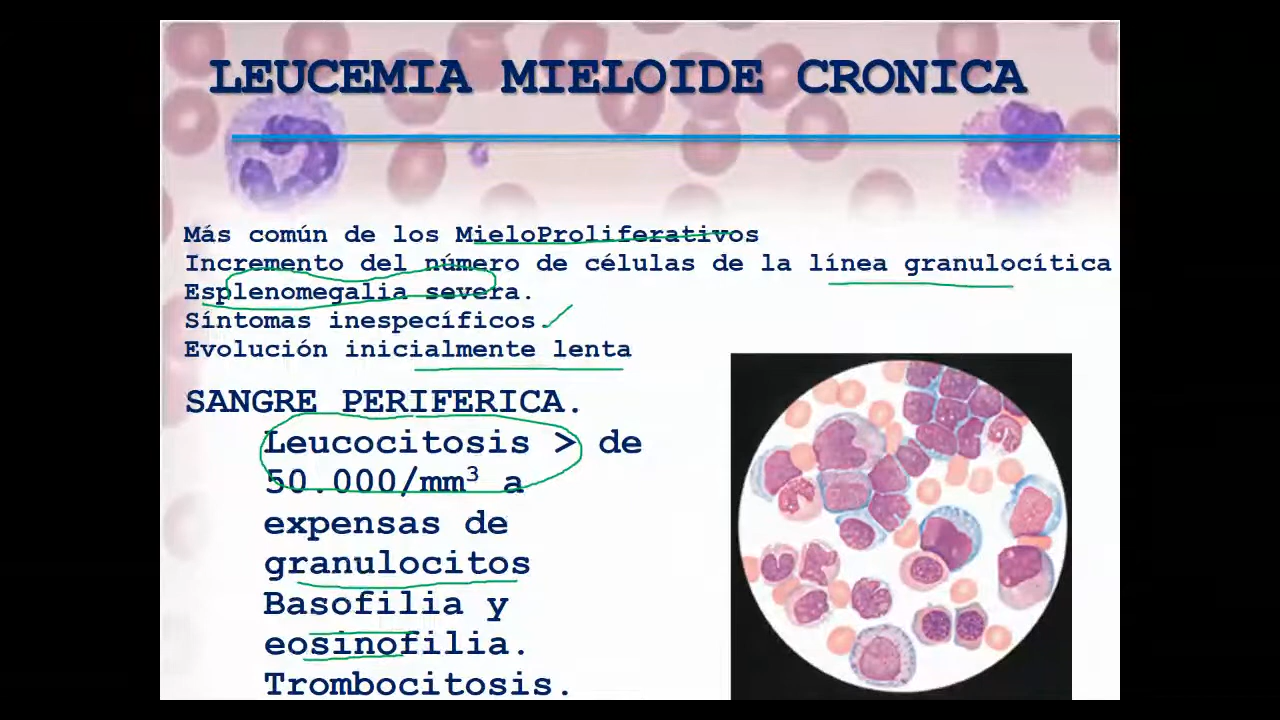 LEUCEMIA MIELOIDE CRONICA
Más común de los MieloProliferativos
Incremento del número de células de la línea granulocítica
Esplenomegalia severa.
Síntomas inespecíficos.
Evolución inicialmente lenta
SANGRE PERIFERICA.
Leucocitosis > de
50.000/mm³ a
expensas de
granulocitos
Basofilia y
eosinofilia.
Trombocitosis.